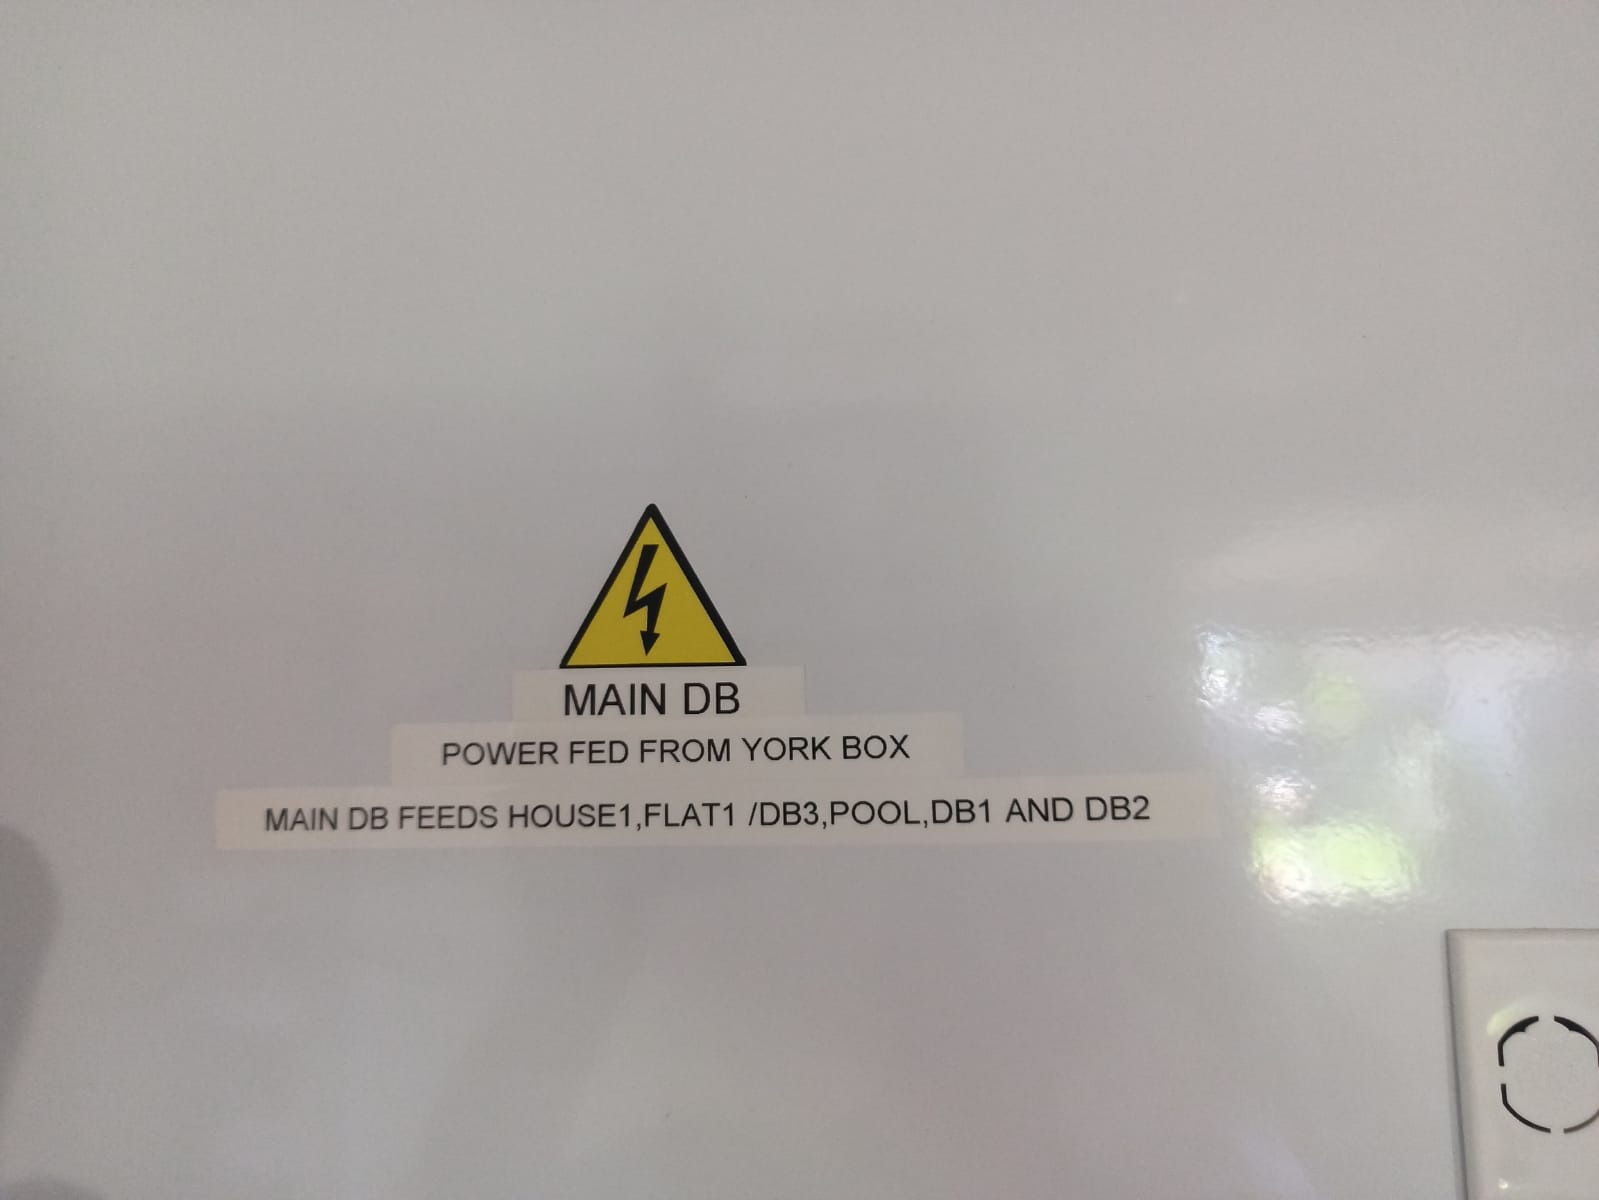 MAIN DB
POWER FED FROM YORK BOX
MAIN DB FEEDS HOUSE1,FLAT1 /DB3,POOL,DB1 AND DB2